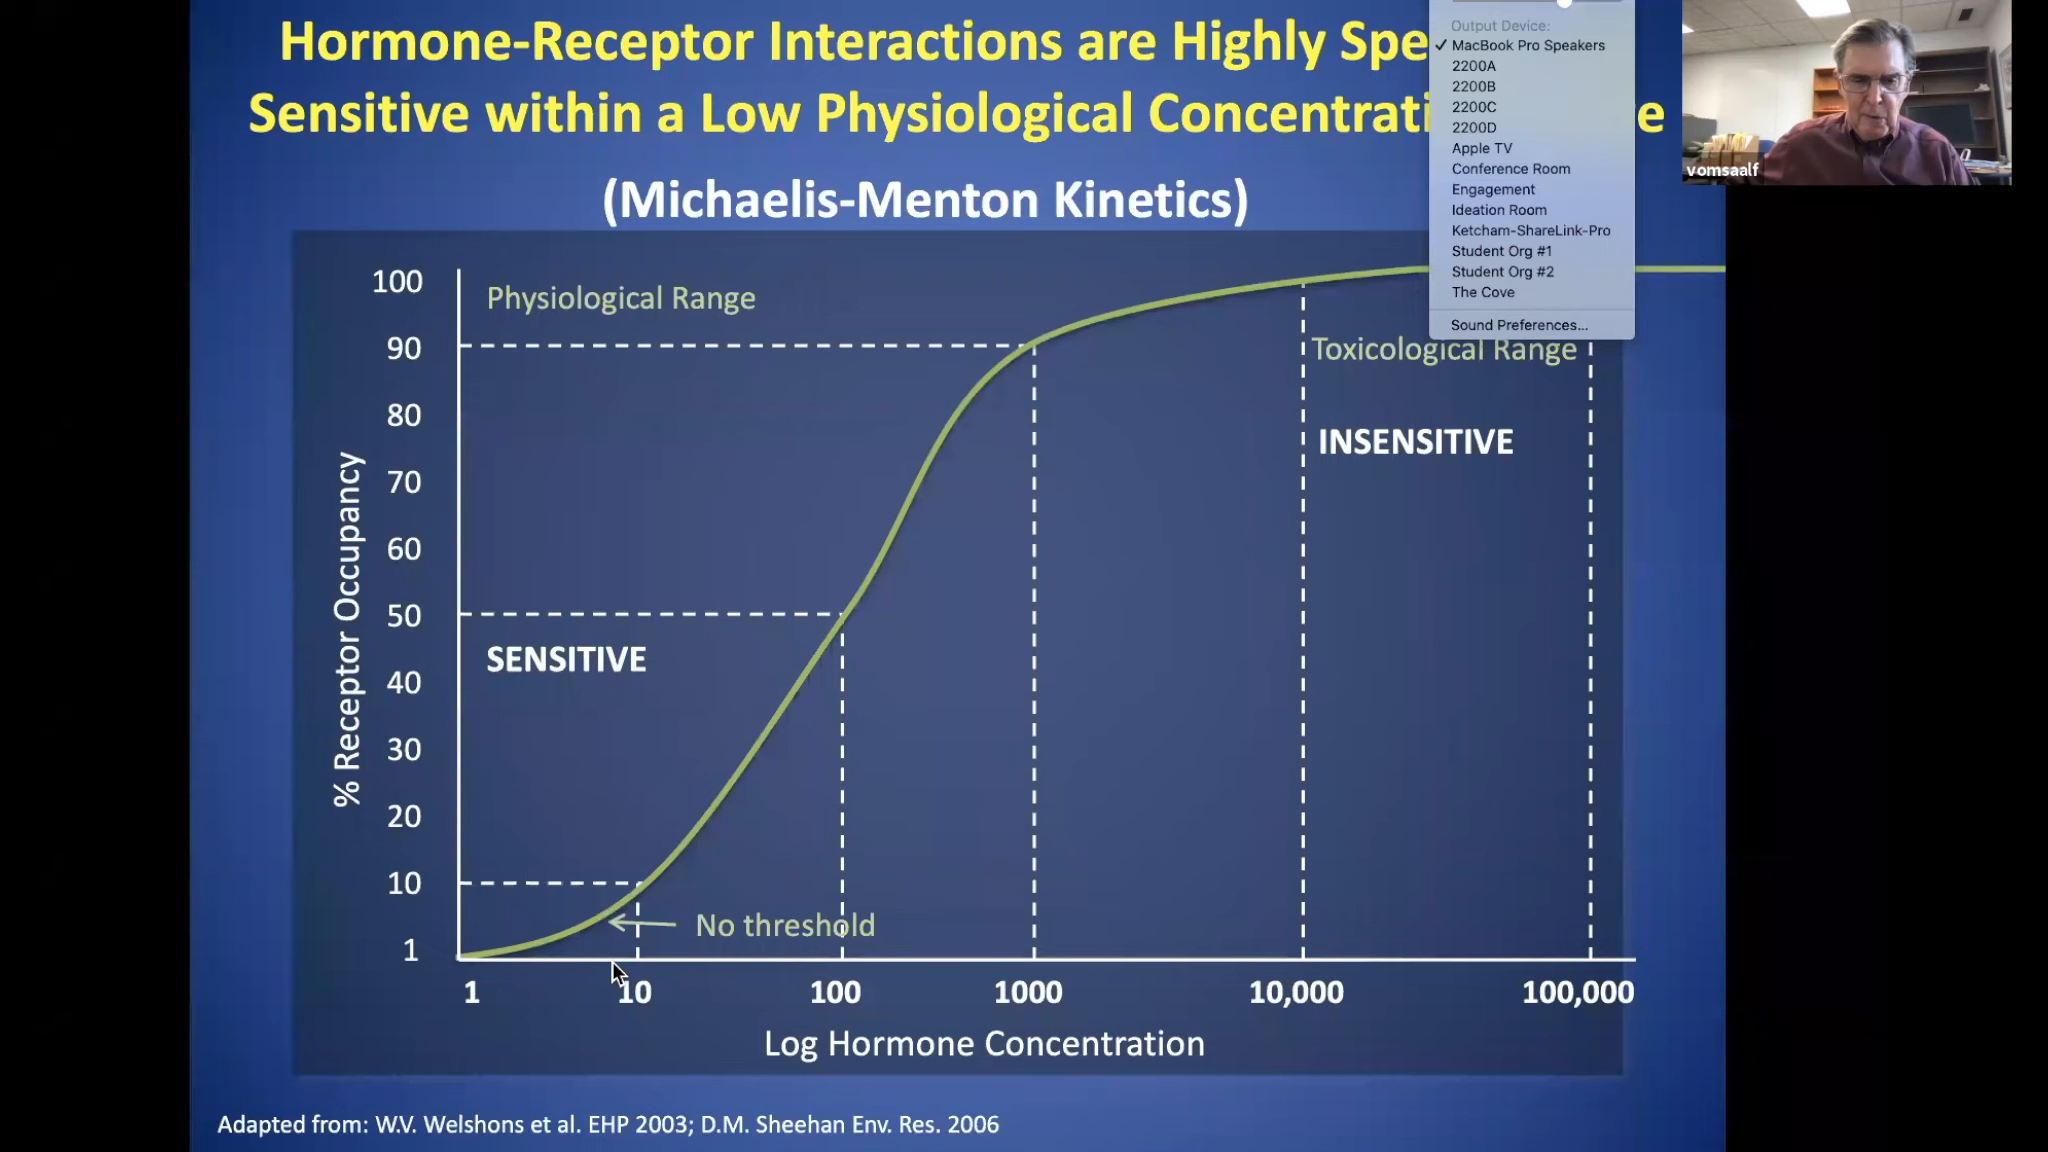 Hormone-Receptor Interactions are Highly Spe
Sensitive within a Low Physiological Concentrati e
(Michaelis-Menton Kinetics)
Output Device:
✓ MacBook Pro Speakers
2200A
2200B
2200C
2200D
Apple TV
Conference Room
Engagement
Ideation Room
Ketcham-ShareLink-Pro
Student Org #1
Student Org #2
The Cove
Sound Preferences...
vomsaalf
100
90
80
70
60
50
40
30
20
10
1
% Receptor Occupancy
Physiological Range
Toxicological Range
INSENSITIVE
SENSITIVE
No threshold
1 10 100 1000 10,000 100,000
Log Hormone Concentration
Adapted from: W.V. Welshons et al. EHP 2003; D.M. Sheehan Env. Res. 2006